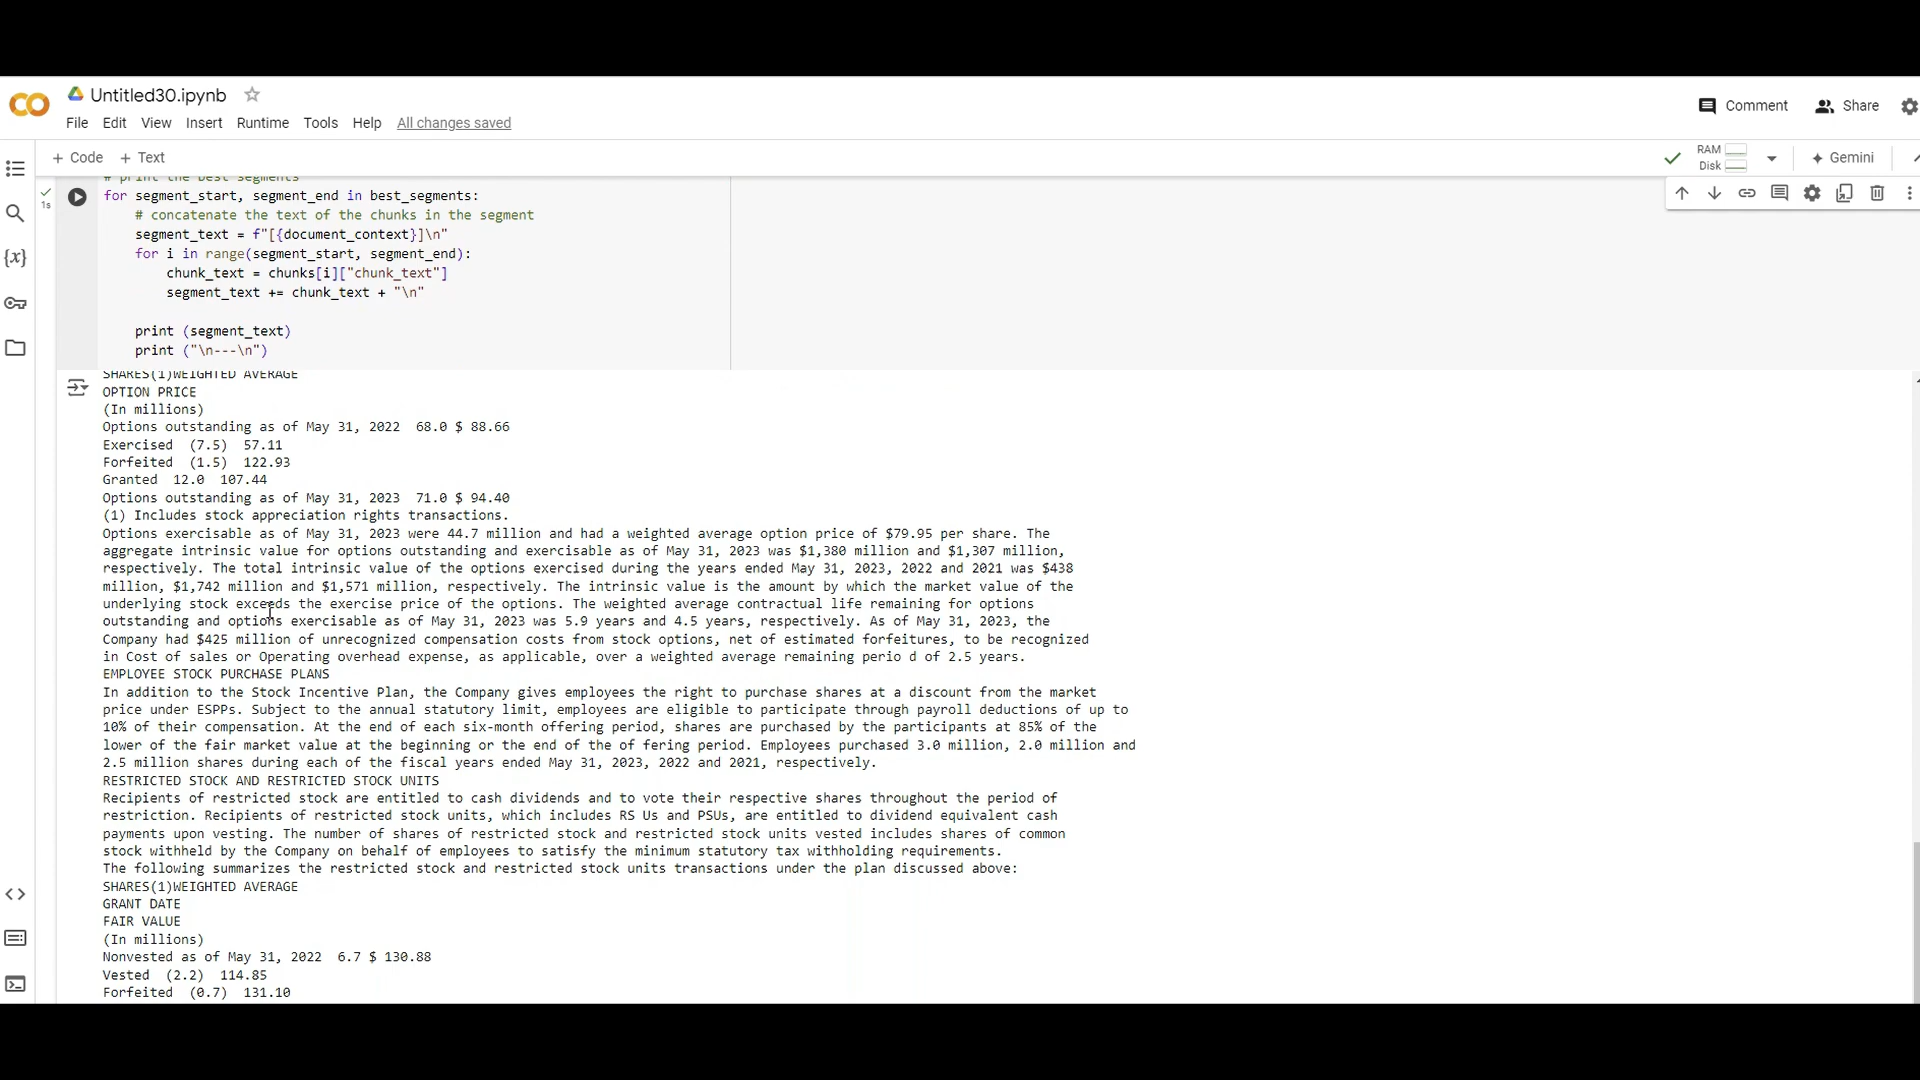 Untitled30.ipynb
Comment
Share
File Edit View Insert Runtime Tools Help All changes saved
+ Code + Text
RAM
Disk
Gemini
1s
# print the best segments
for segment_start, segment_end in best_segments:
# concatenate the text of the chunks in the segment
segment_text = f"[{document_context}]\n"
for i in range(segment_start, segment_end):
chunk_text = chunks[i]["chunk_text"]
segment_text += chunk_text + "\n"
print (segment_text)
print ("\n---\n")
SHARES(1)WEIGHTED AVERAGE
OPTION PRICE
(In millions)
Options outstanding as of May 31, 2022  68.0 $ 88.66
Exercised  (7.5)  57.11
Forfeited  (1.5)  122.93
Granted  12.0  107.44
Options outstanding as of May 31, 2023  71.0 $ 94.40
(1) Includes stock appreciation rights transactions.
Options exercisable as of May 31, 2023 were 44.7 million and had a weighted average option price of $79.95 per share. The
aggregate intrinsic value for options outstanding and exercisable as of May 31, 2023 was $1,380 million and $1,307 million,
respectively. The total intrinsic value of the options exercised during the years ended May 31, 2023, 2022 and 2021 was $438
million, $1,742 million and $1,571 million, respectively. The intrinsic value is the amount by which the market value of the
underlying stock exceeds the exercise price of the options. The weighted average contractual life remaining for options
outstanding and options exercisable as of May 31, 2023 was 5.9 years and 4.5 years, respectively. As of May 31, 2023, the
Company had $425 million of unrecognized compensation costs from stock options, net of estimated forfeitures, to be recognized
in Cost of sales or Operating overhead expense, as applicable, over a weighted average remaining perio d of 2.5 years.
EMPLOYEE STOCK PURCHASE PLANS
In addition to the Stock Incentive Plan, the Company gives employees the right to purchase shares at a discount from the market
price under ESPPs. Subject to the annual statutory limit, employees are eligible to participate through payroll deductions of up to
10% of their compensation. At the end of each six-month offering period, shares are purchased by the participants at 85% of the
lower of the fair market value at the beginning or the end of the of fering period. Employees purchased 3.0 million, 2.0 million and
2.5 million shares during each of the fiscal years ended May 31, 2023, 2022 and 2021, respectively.
RESTRICTED STOCK AND RESTRICTED STOCK UNITS
Recipients of restricted stock are entitled to cash dividends and to vote their respective shares throughout the period of
restriction. Recipients of restricted stock units, which includes RS Us and PSUs, are entitled to dividend equivalent cash
payments upon vesting. The number of shares of restricted stock and restricted stock units vested includes shares of common
stock withheld by the Company on behalf of employees to satisfy the minimum statutory tax withholding requirements.
The following summarizes the restricted stock and restricted stock units transactions under the plan discussed above:
SHARES(1)WEIGHTED AVERAGE
GRANT DATE
FAIR VALUE
(In millions)
Nonvested as of May 31, 2022  6.7 $ 130.88
Vested  (2.2)  114.85
Forfeited  (0.7)  131.10